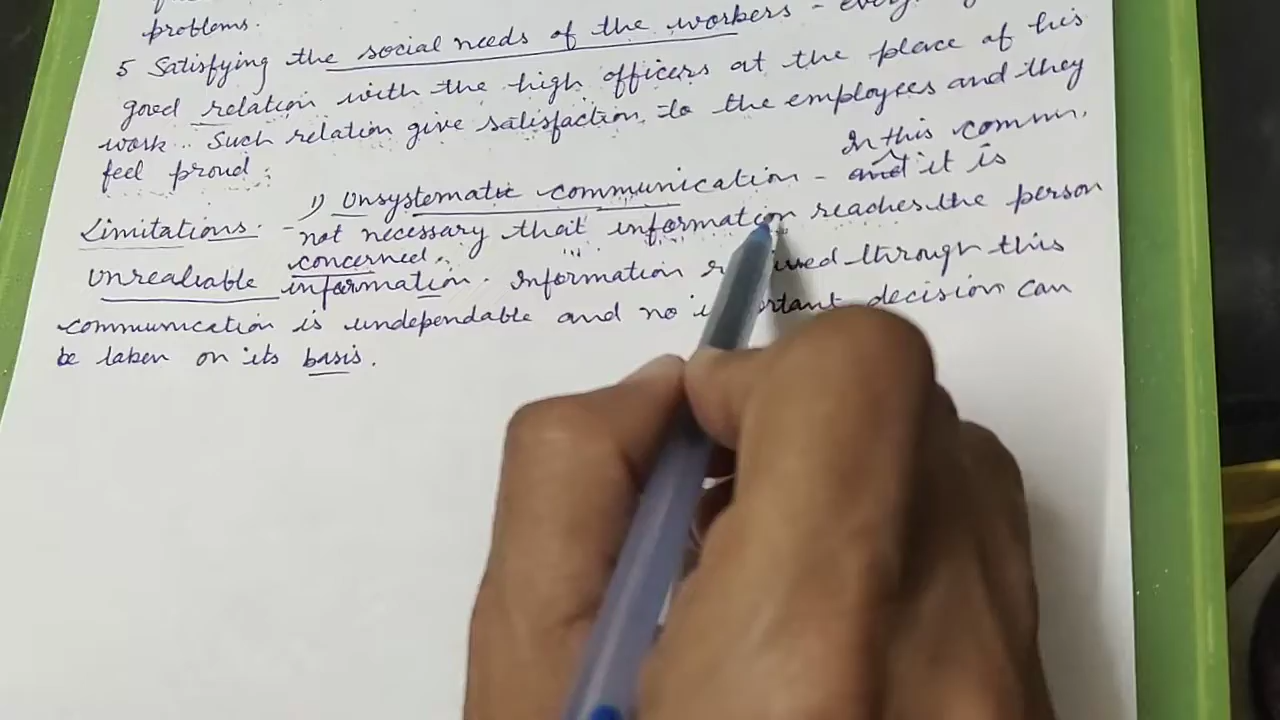 problems.
5 Satisfying the social needs of the workers - every
good relation with the high officers at the place of his
work. Such relation give satisfaction to the employees and they
feel proud.
In this commun.
Limitations. - 1) Unsystematic communication - and it is
not necessary that information reaches the person
concerned.
Unrealiable information. Information through this
communication is undependable and no decision can
be taken on its basis.